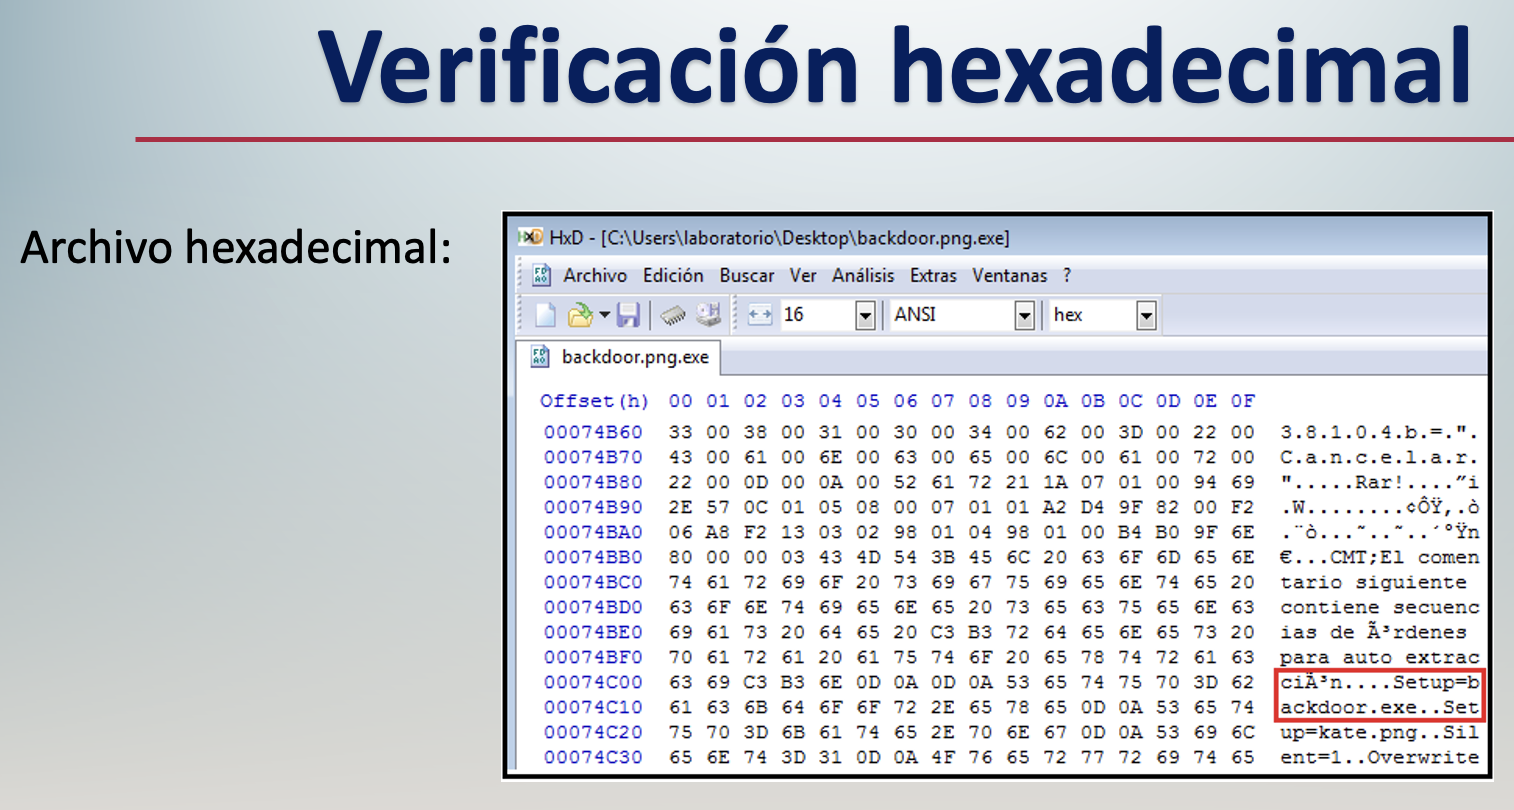 Verificación hexadecimal
Archivo hexadecimal:
HxD - [C:\Users\laboratorio\Desktop\backdoor.png.exe]
Archivo Edición Buscar Ver Análisis Extras Ventanas ?
16 ANSI hex
backdoor.png.exe
Offset(h) 00 01 02 03 04 05 06 07 08 09 0A 0B 0C 0D 0E 0F
00074B60 33 00 38 00 31 00 30 00 34 00 62 00 3D 00 22 00 3.8.1.0.4.b.=.".
00074B70 43 00 61 00 6E 00 63 00 65 00 6C 00 61 00 72 00 C.a.n.c.e.l.a.r.
00074B80 22 00 0D 00 0A 00 52 61 72 21 1A 07 01 00 94 69 ".....Rar!....”i
00074B90 2E 57 0C 01 05 08 00 07 01 01 A2 D4 9F 82 00 F2 .W........¢ÔŸ‚.ò
00074BA0 06 A8 F2 13 03 02 98 01 04 98 01 00 B4 B0 9F 6E .¨ò...˜..˜..´°Ÿn
00074BB0 80 00 00 03 43 4D 54 3B 45 6C 20 63 6F 6D 65 6E €...CMT;El comen
00074BC0 74 61 72 69 6F 20 73 69 67 75 69 65 6E 74 65 20 tario siguiente
00074BD0 63 6F 6E 74 69 65 6E 65 20 73 65 63 75 65 6E 63 contiene secuenc
00074BE0 69 61 73 20 64 65 20 C3 B3 72 64 65 6E 65 73 20 ias de Ã³rdenes
00074BF0 70 61 72 61 20 61 75 74 6F 20 65 78 74 72 61 63 para auto extrac
00074C00 63 69 C3 B3 6E 0D 0A 0D 0A 53 65 74 75 70 3D 62 ciÃ³n....Setup=b
00074C10 61 63 6B 64 6F 6F 72 2E 65 78 65 0D 0A 53 65 74 ackdoor.exe..Set
00074C20 75 70 3D 6B 61 74 65 2E 70 6E 67 0D 0A 53 69 6C up=kate.png..Sil
00074C30 65 6E 74 3D 31 0D 0A 4F 76 65 72 77 72 69 74 65 ent=1..Overwrite